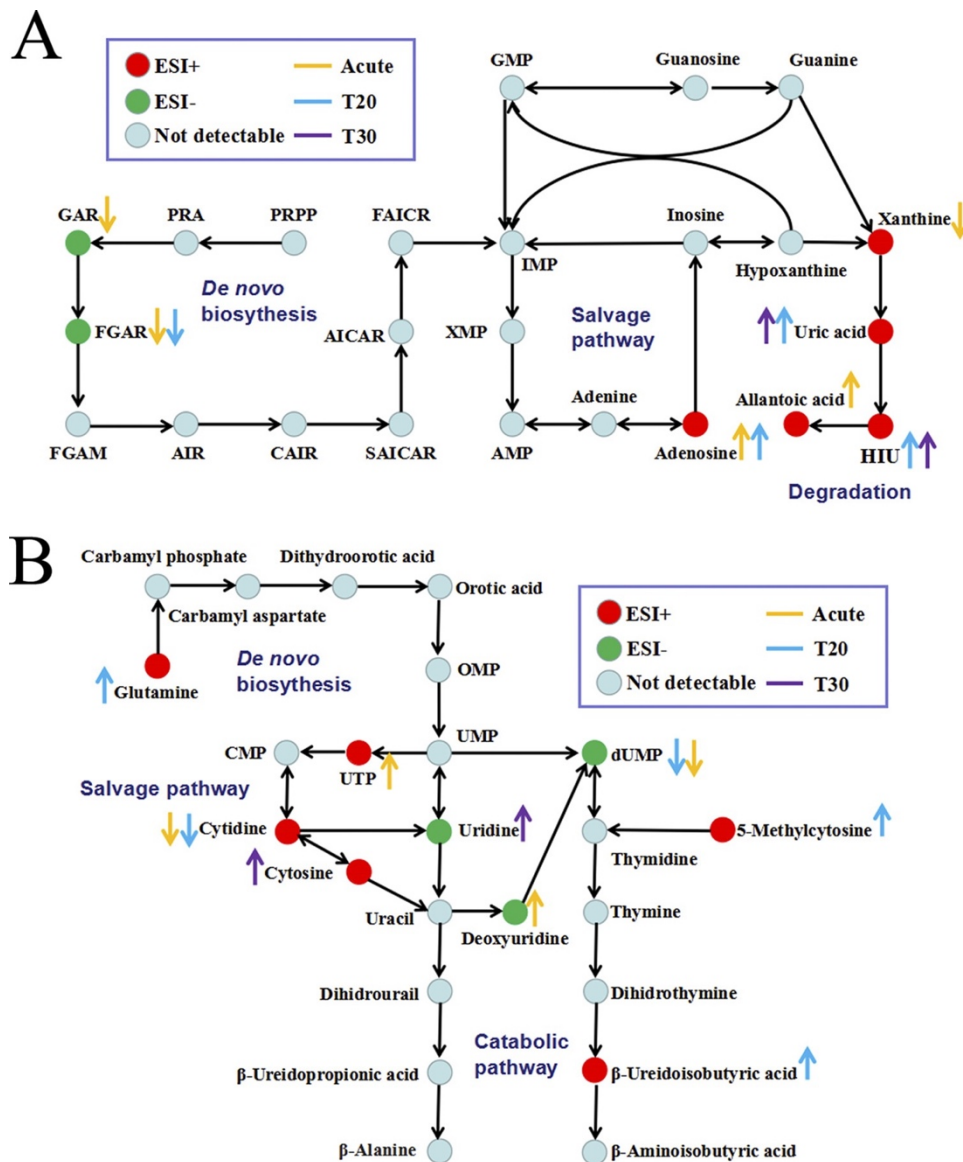 A
ESI+
Acute
ESI-
T20
Not detectable
T30
GMP
Guanosine
Guanine
GAR
PRA
PRPP
FAICR
IMP
Inosine
Hypoxanthine
Xanthine
De novo
biosythesis
FGAR
AICAR
XMP
Salvage
pathway
Uric acid
Adenine
Allantoic acid
FGAM
AIR
CAIR
SAICAR
AMP
Adenosine
HIU
Degradation
B
Carbamyl phosphate
Dithydroorotic acid
Carbamyl aspartate
Orotic acid
ESI+
Acute
ESI-
T20
Not detectable
T30
De novo
biosythesis
Glutamine
OMP
UMP
CMP
UTP
dUMP
Salvage pathway
Cytidine
Uridine
5-Methylcytosine
Cytosine
Thymidine
Uracil
Deoxyuridine
Thymine
Dihidrourail
Dihidrothymine
Catabolic
pathway
β-Ureidopropionic acid
β-Ureidoisobutyric acid
β-Alanine
β-Aminoisobutyric acid